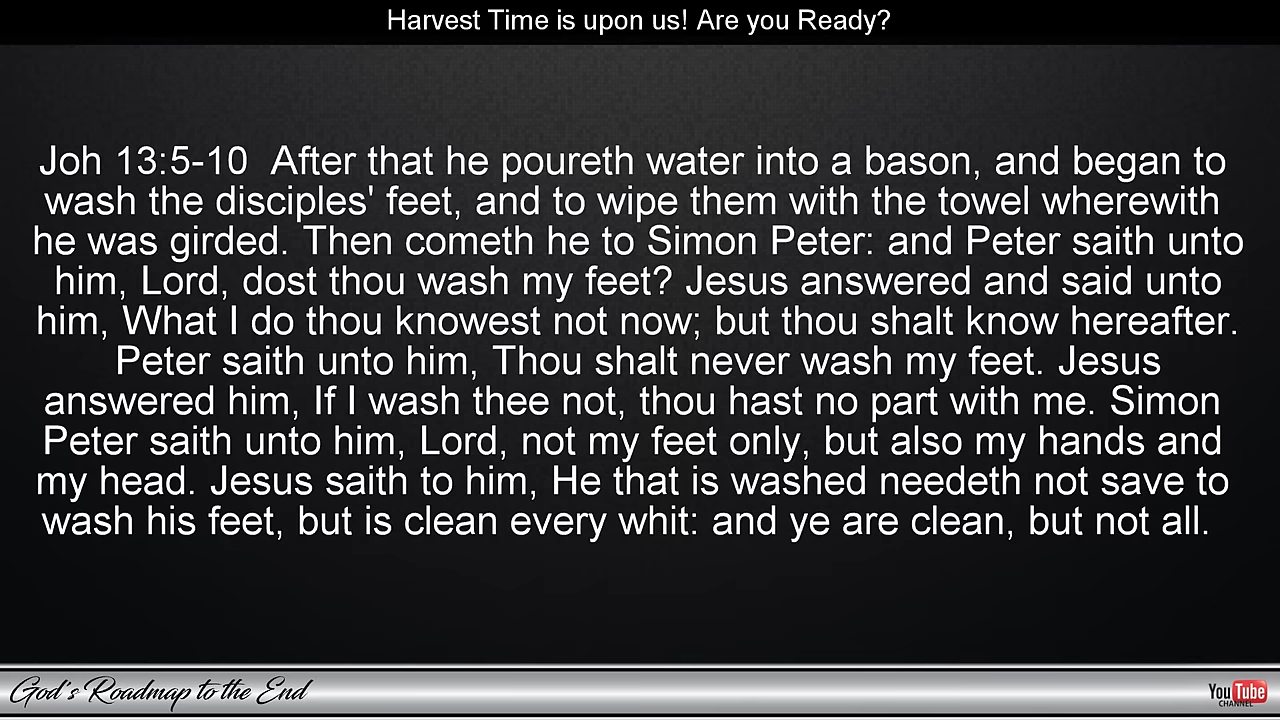 Harvest Time is upon us! Are you Ready?
Joh 13:5-10  After that he poureth water into a bason, and began to
wash the disciples' feet, and to wipe them with the towel wherewith
he was girded. Then cometh he to Simon Peter: and Peter saith unto
him, Lord, dost thou wash my feet? Jesus answered and said unto
him, What I do thou knowest not now; but thou shalt know hereafter.
Peter saith unto him, Thou shalt never wash my feet. Jesus
answered him, If I wash thee not, thou hast no part with me. Simon
Peter saith unto him, Lord, not my feet only, but also my hands and
my head. Jesus saith to him, He that is washed needeth not save to
wash his feet, but is clean every whit: and ye are clean, but not all.
God's Roadmap to the End
YouTube
CHANNEL